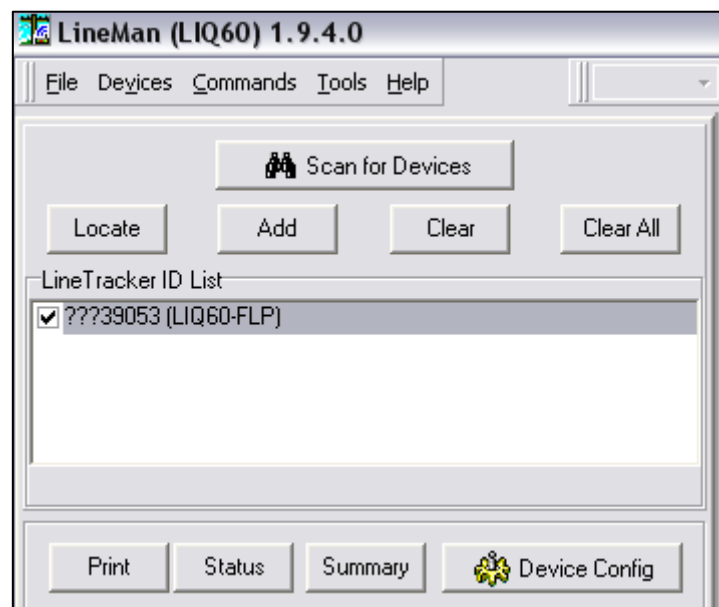 LineMan (LIQ60) 1.9.4.0
File Devices Commands Tools Help
Scan for Devices
Locate Add Clear Clear All
LineTracker ID List
???39053 (LIQ60-FLP)
Print Status Summary Device Config